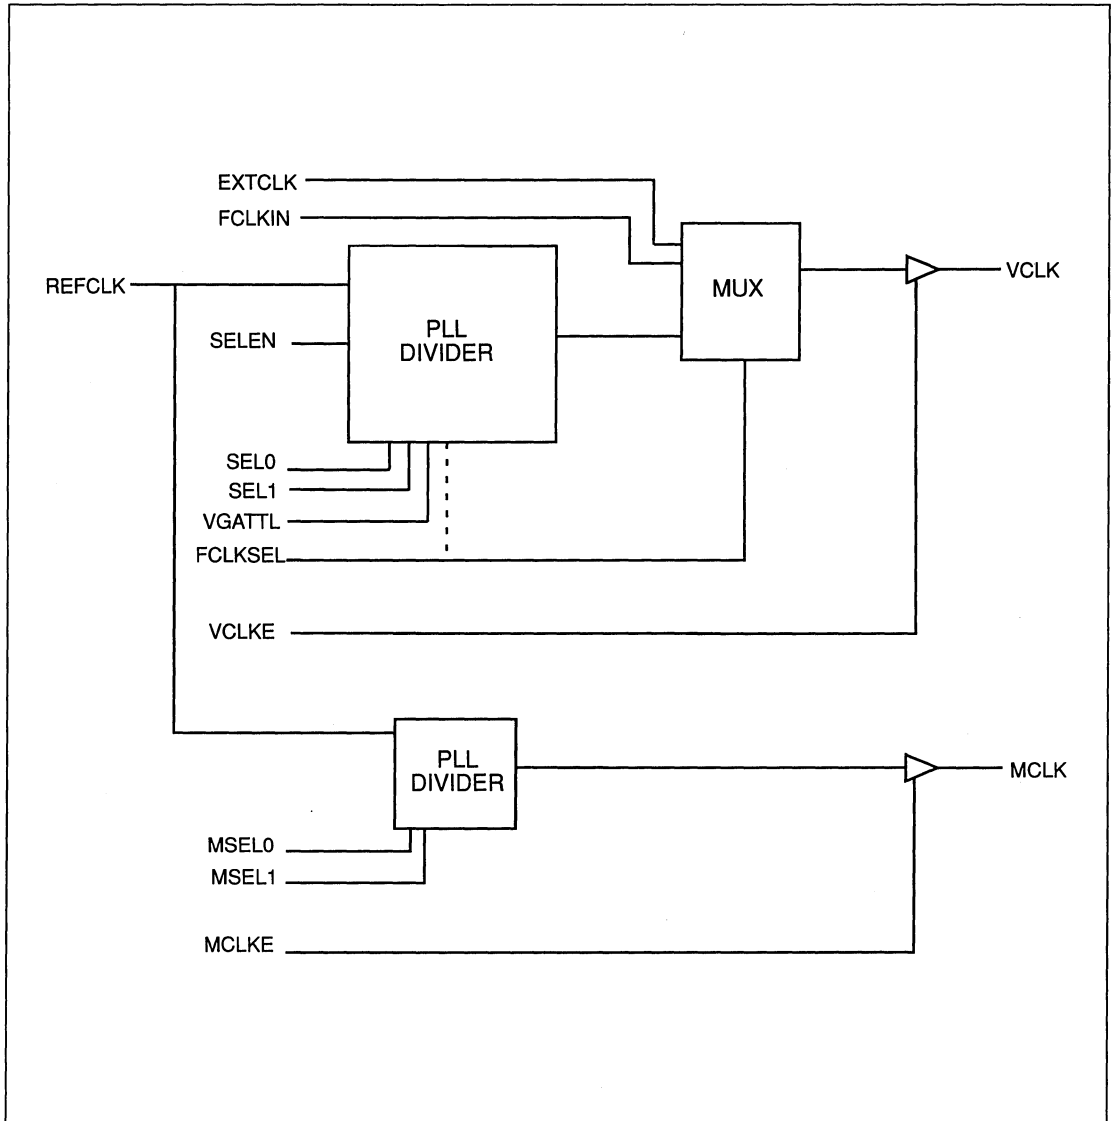 EXTCLK
FCLKIN
REFCLK
SELEN
PLL
DIVIDER
MUX
VCLK
SEL0
SEL1
VGATTL
FCLKSEL
VCLKE
PLL
DIVIDER
MCLK
MSEL0
MSEL1
MCLKE